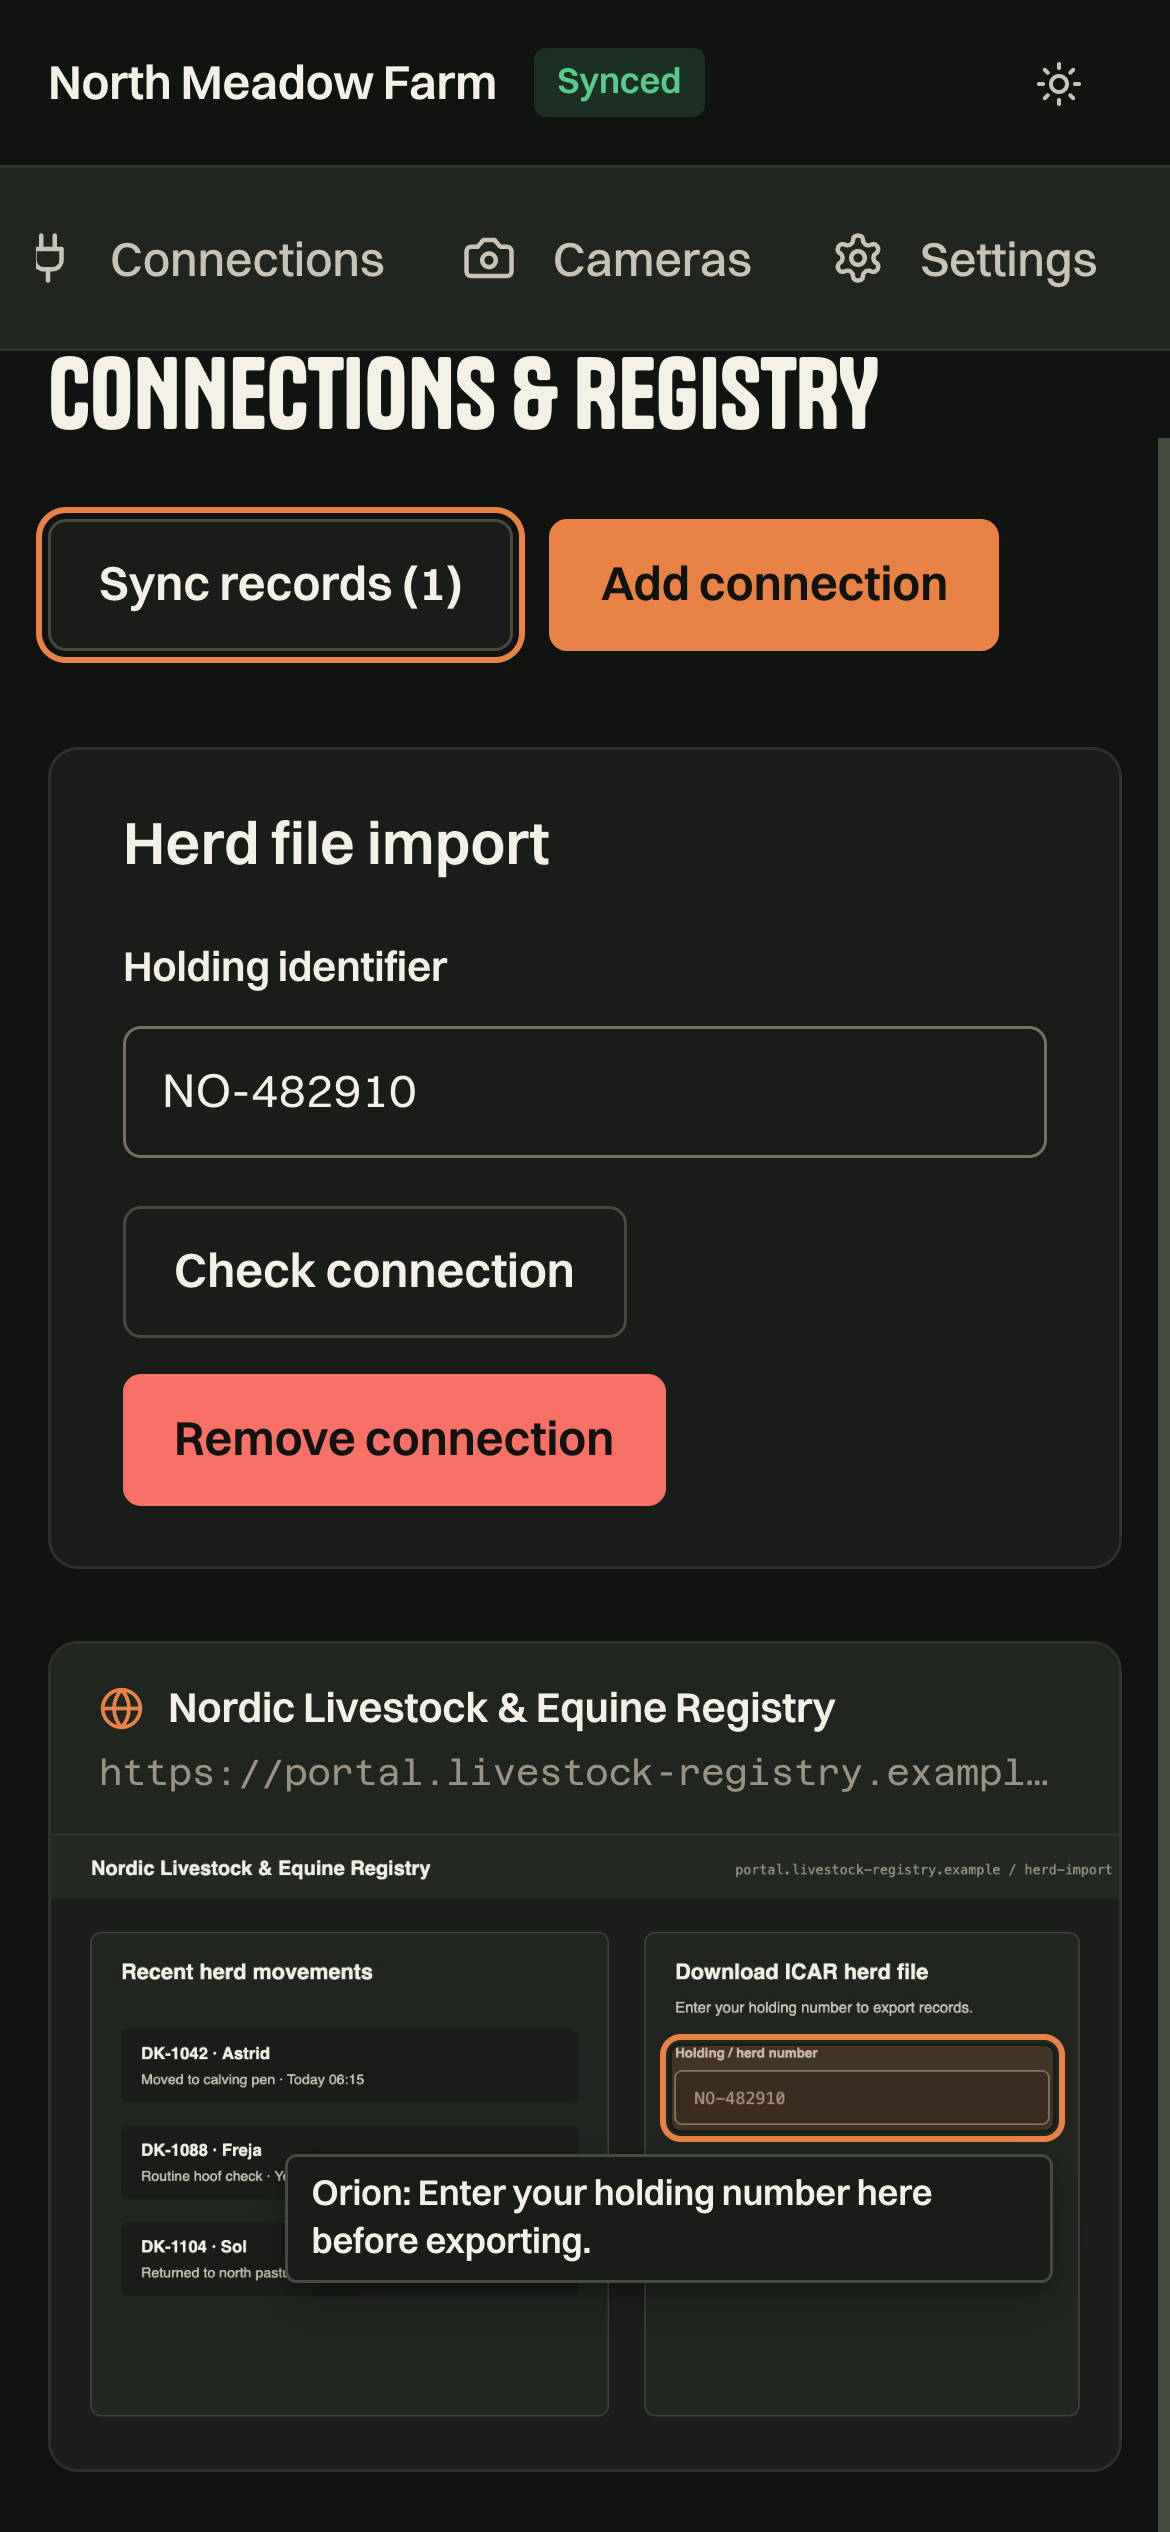 North Meadow Farm
Synced
Connections
Cameras
Settings
CONNECTIONS & REGISTRY
Sync records (1)
Add connection
Herd file import
Holding identifier
NO-482910
Check connection
Remove connection
Nordic Livestock & Equine Registry
https://portal.livestock-registry.exampl…
Nordic Livestock & Equine Registry
portal.livestock-registry.example / herd-import
Recent herd movements
DK-1042 · Astrid
Moved to calving pen · Today 06:15
DK-1088 · Freja
Routine hoof check ·
DK-1104 · Sol
Returned to north
Download ICAR herd file
Enter your holding number to export records.
Holding / herd number
NO-482910
Orion: Enter your holding number here
before exporting.